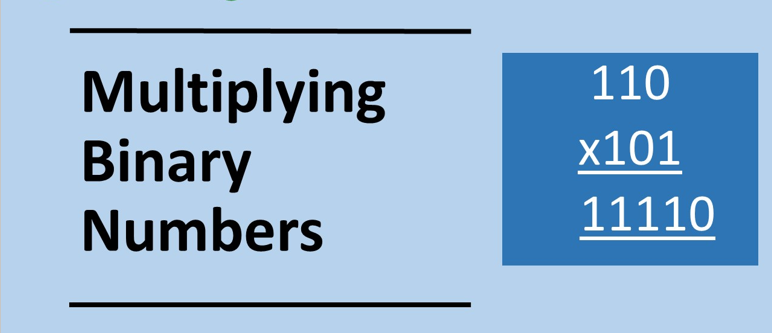 Multiplying
Binary
Numbers
110
x101
11110